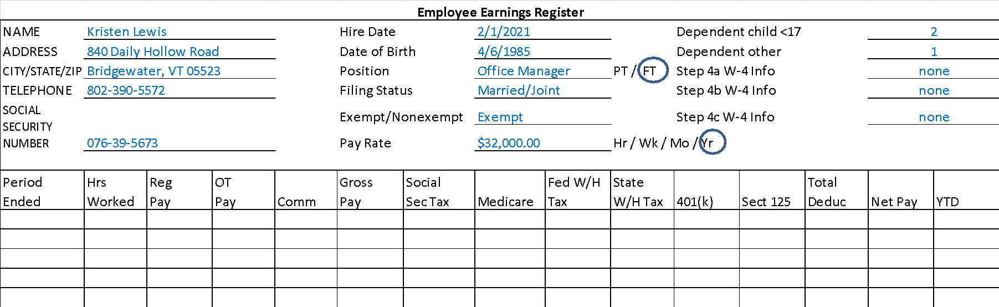 Employee Earnings Register
NAME Kristen Lewis Hire Date 2/1/2021 Dependent child <17 2
ADDRESS 840 Daily Hollow Road Date of Birth 4/6/1985 Dependent other 1
CITY/STATE/ZIP Bridgewater, VT 05523 Position Office Manager PT / FT Step 4a W-4 Info none
TELEPHONE 802-390-5572 Filing Status Married/Joint Step 4b W-4 Info none
SOCIAL
SECURITY
NUMBER 076-39-5673
Exempt/Nonexempt Exempt Step 4c W-4 Info none
Pay Rate $32,000.00 Hr / Wk / Mo / Yr
Period Ended
Hrs Worked
Reg Pay
OT Pay
Comm
Gross Pay
Social Sec Tax
Medicare
Fed W/H Tax
State W/H Tax
401(k)
Sect 125
Total Deduc
Net Pay
YTD